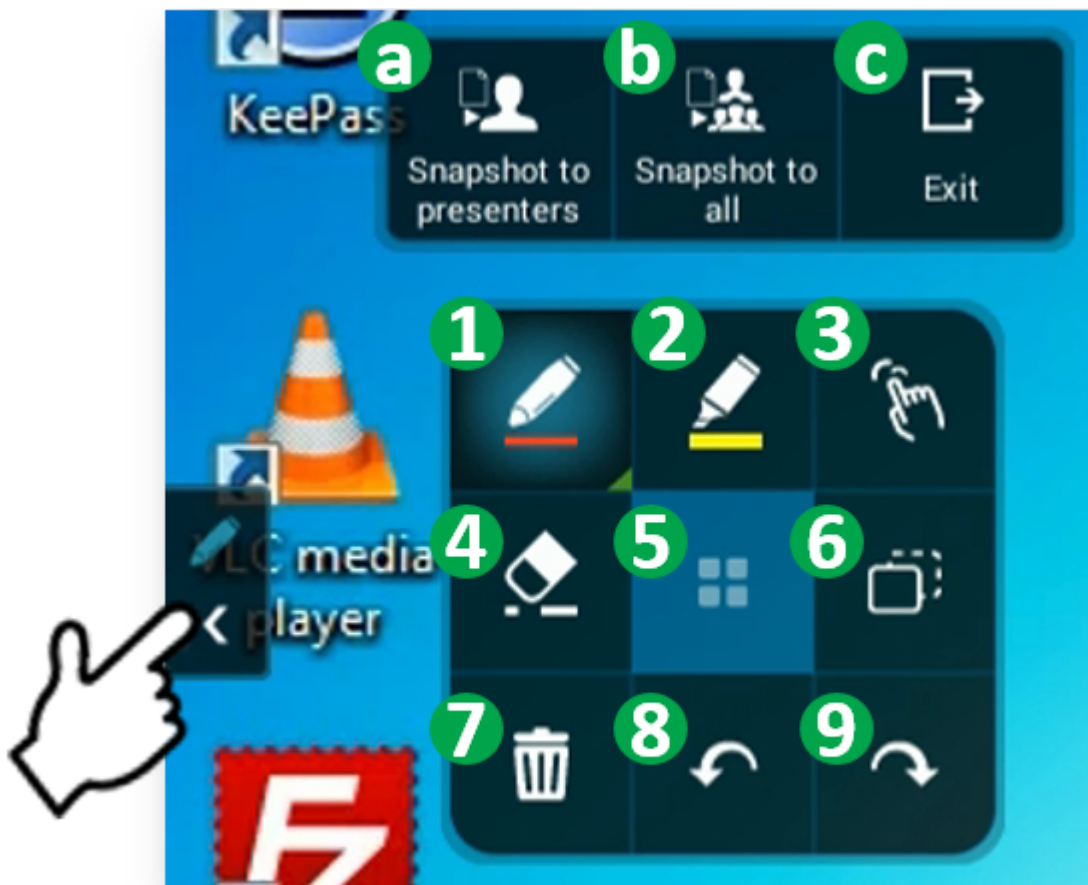 KeePass
a
Snapshot to
presenters
b
Snapshot to
all
c
Exit
1
2
3
VLC media
player
4
5
6
7
8
9
FZ